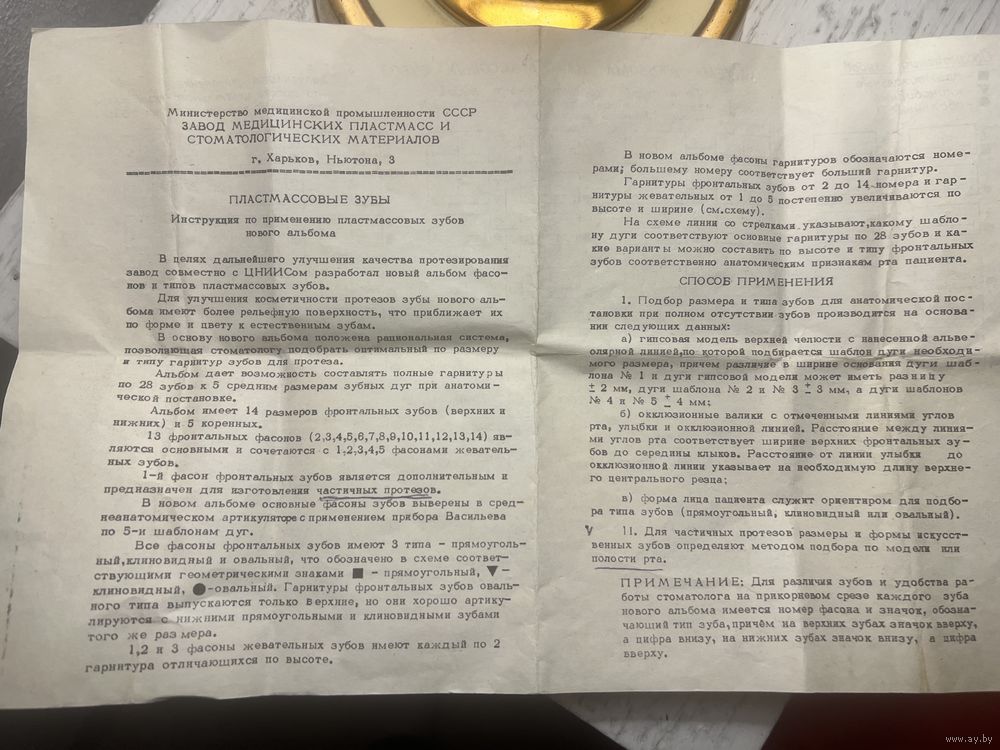 Министерство медицинской промышленности СССР
ЗАВОД МЕДИЦИНСКИХ ПЛАСТМАСС И
СТОМАТОЛОГИЧЕСКИХ МАТЕРИАЛОВ
г. Харьков, Ньютона, 3
ПЛАСТМАССОВЫЕ ЗУБЫ
Инструкция по применению пластмассовых зубов
нового альбома
В целях дальнейшего улучшения качества протезирования
завод совместно с ЦНИИСом разработал новый альбом фасо-
нов и типов пластмассовых зубов.
Для улучшения косметичности протезов зубы нового аль-
бома имеют более рельефную поверхность, что приближает их
по форме и цвету к естественным зубам.
В основу нового альбома положена рациональная система,
позволяющая стоматологу подобрать оптимальный по размеру
и типу гарнитур зубов для протеза.
Альбом дает возможность составлять полные гарнитуры
по 28 зубов к 5 средним размерам зубных дуг при анатоми-
ческой постановке.
Альбом имеет 14 размеров фронтальных зубов (верхних и
нижних) и 5 коренных.
13 фронтальных фасонов (2,3,4,5,6,7,8,9,10,11,12,13,14) яв-
ляются основными и сочетаются с 1,2,3,4,5 фасонами жеватель-
ных зубов.
1-й фасон фронтальных зубов является дополнительным и
предназначен для изготовления частичных протезов.
В новом альбоме основные фасоны зубов выверены в сред-
неанатомическом артикуляторе с применением прибора Васильева
по 5-и шаблонам дуг.
Все фасоны фронтальных зубов имеют 3 типа - прямоуголь-
ный, клиновидный и овальный, что обозначено в схеме соответ-
ствующими геометрическими знаками ■ - прямоугольный, ▼ -
клиновидный, ● -овальный. Гарнитуры фронтальных зубов оваль-
ного типа выпускаются только верхние, но они хорошо артику-
лируются с нижними прямоугольными и клиновидными зубами
того же размера.
1,2 и 3 фасоны жевательных зубов имеют каждый по 2
гарнитура отличающихся по высоте.
В новом альбоме фасоны гарнитуров обозначаются номе-
рами; большему номеру соответствует больший гарнитур.
Гарнитуры фронтальных зубов от 2 до 14 номера и гар-
нитуры жевательных от 1 до 5 постепенно увеличиваются по
высоте и ширине (см.схему).
На схеме линии со стрелками указывают, какому шабло-
ну дуги соответствуют основные гарнитуры по 28 зубов и ка-
кие варианты можно составить по высоте и типу фронтальных
зубов соответственно анатомическим признакам рта пациента.
СПОСОБ ПРИМЕНЕНИЯ
1. Подбор размера и типа зубов для анатомической пос-
тановки при полном отсутствии зубов производится на основа-
нии следующих данных:
а) гипсовая модель верхней челюсти с нанесенной альве-
олярной линией, по которой подбирается шаблон дуги необходи-
мого размера, причем различие в ширине основания дуги шаб-
лона № 1 и дуги гипсовой модели может иметь разницу
± 2 мм, дуги шаблона № 2 и № 3 ± 3 мм, а дуги шаблонов
№ 4 и № 5 ± 4 мм;
б) окклюзионные валики с отмеченными линиями углов
рта, улыбки и окклюзионной линией. Расстояние между линия-
ми углов рта соответствует ширине верхних фронтальных зу-
бов до середины клыков. Расстояние от линии улыбки до
окклюзионной линии указывает на необходимую длину верхне-
го центрального резца;
в) форма лица пациента служит ориентиром для подбо-
ра типа зубов (прямоугольный, клиновидный или овальный).
V 11. Для частичных протезов размеры и формы искусст-
венных зубов определяют методом подбора по модели или
полости рта.
ПРИМЕЧАНИЕ: Для различия зубов и удобства ра-
боты стоматолога на прикорневом срезе каждого зуба
нового альбома имеется номер фасона и значок, обозна-
чающий тип зуба, причём на верхних зубах значок вверху,
а цифра внизу, на нижних зубах значок внизу, а цифра
вверху.
www.ay.by